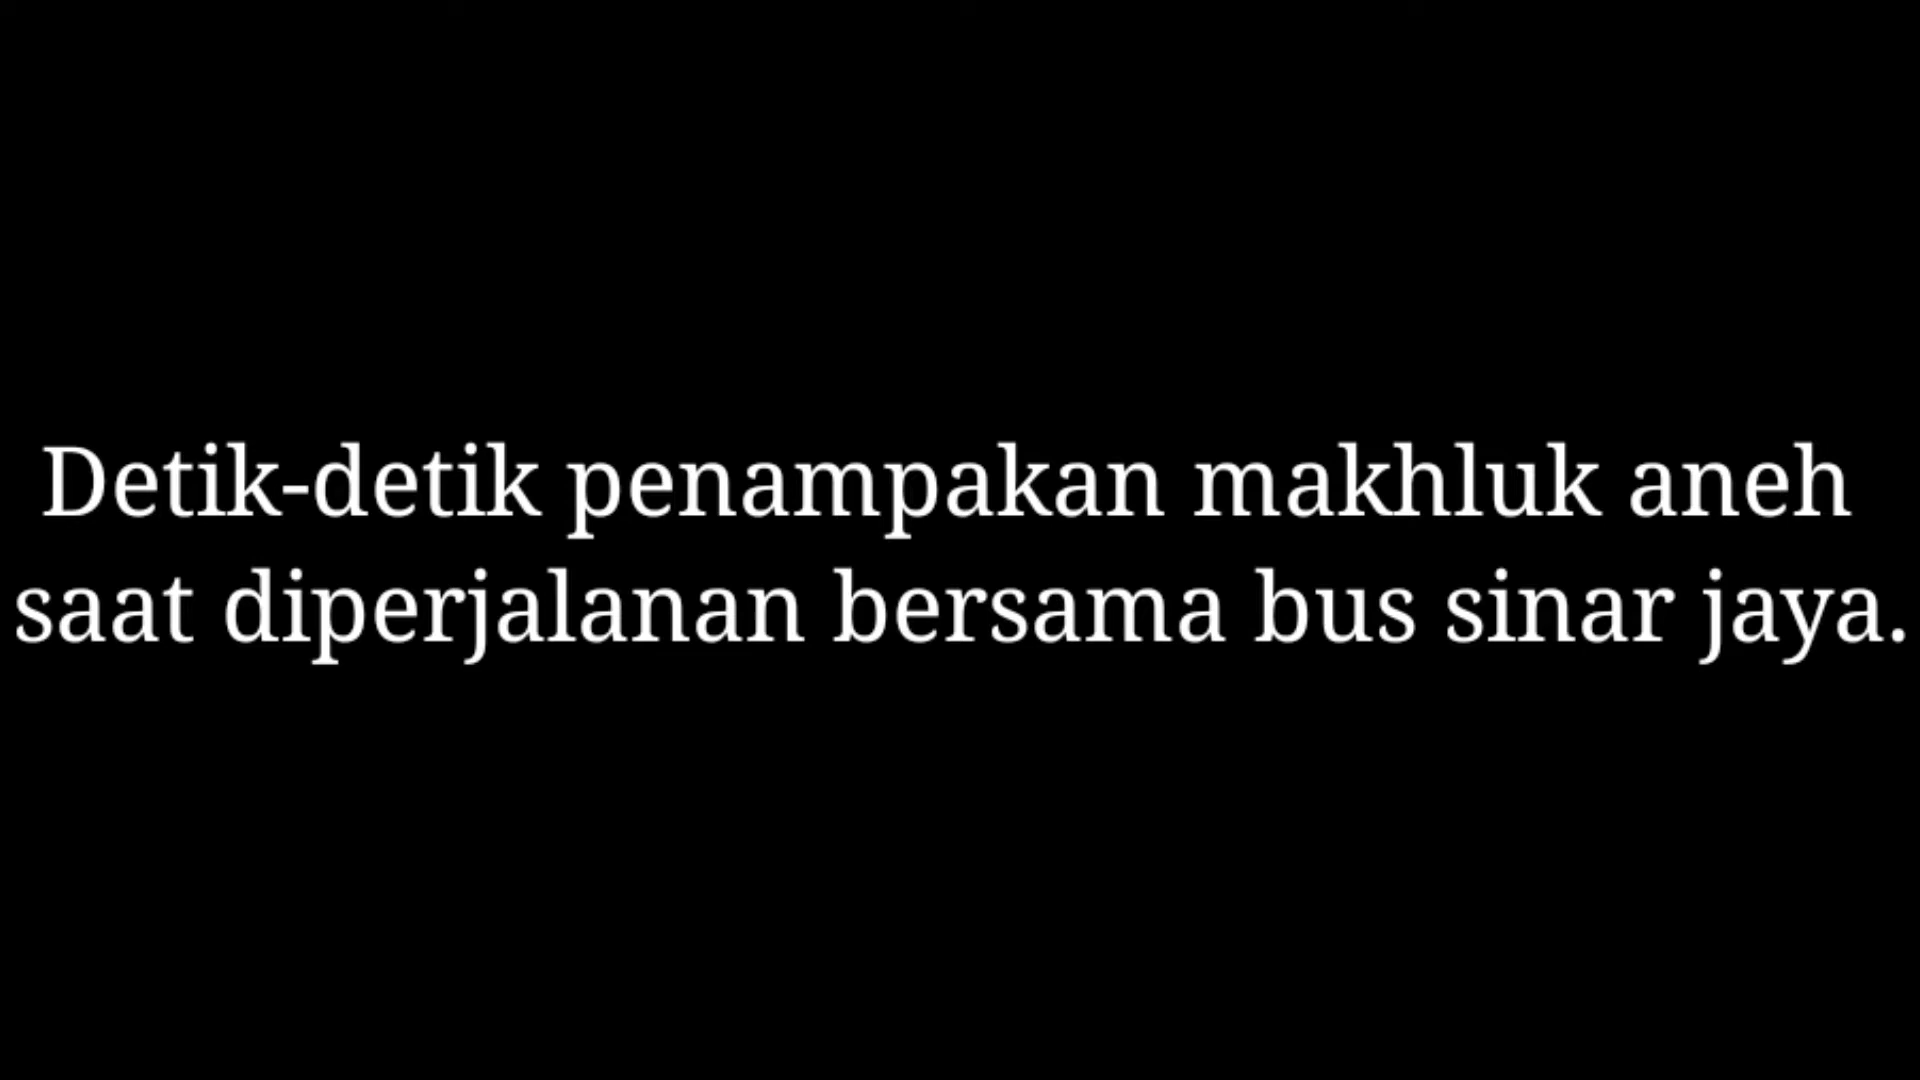 Detik-detik penampakan makhluk aneh
saat diperjalanan bersama bus sinar jaya.